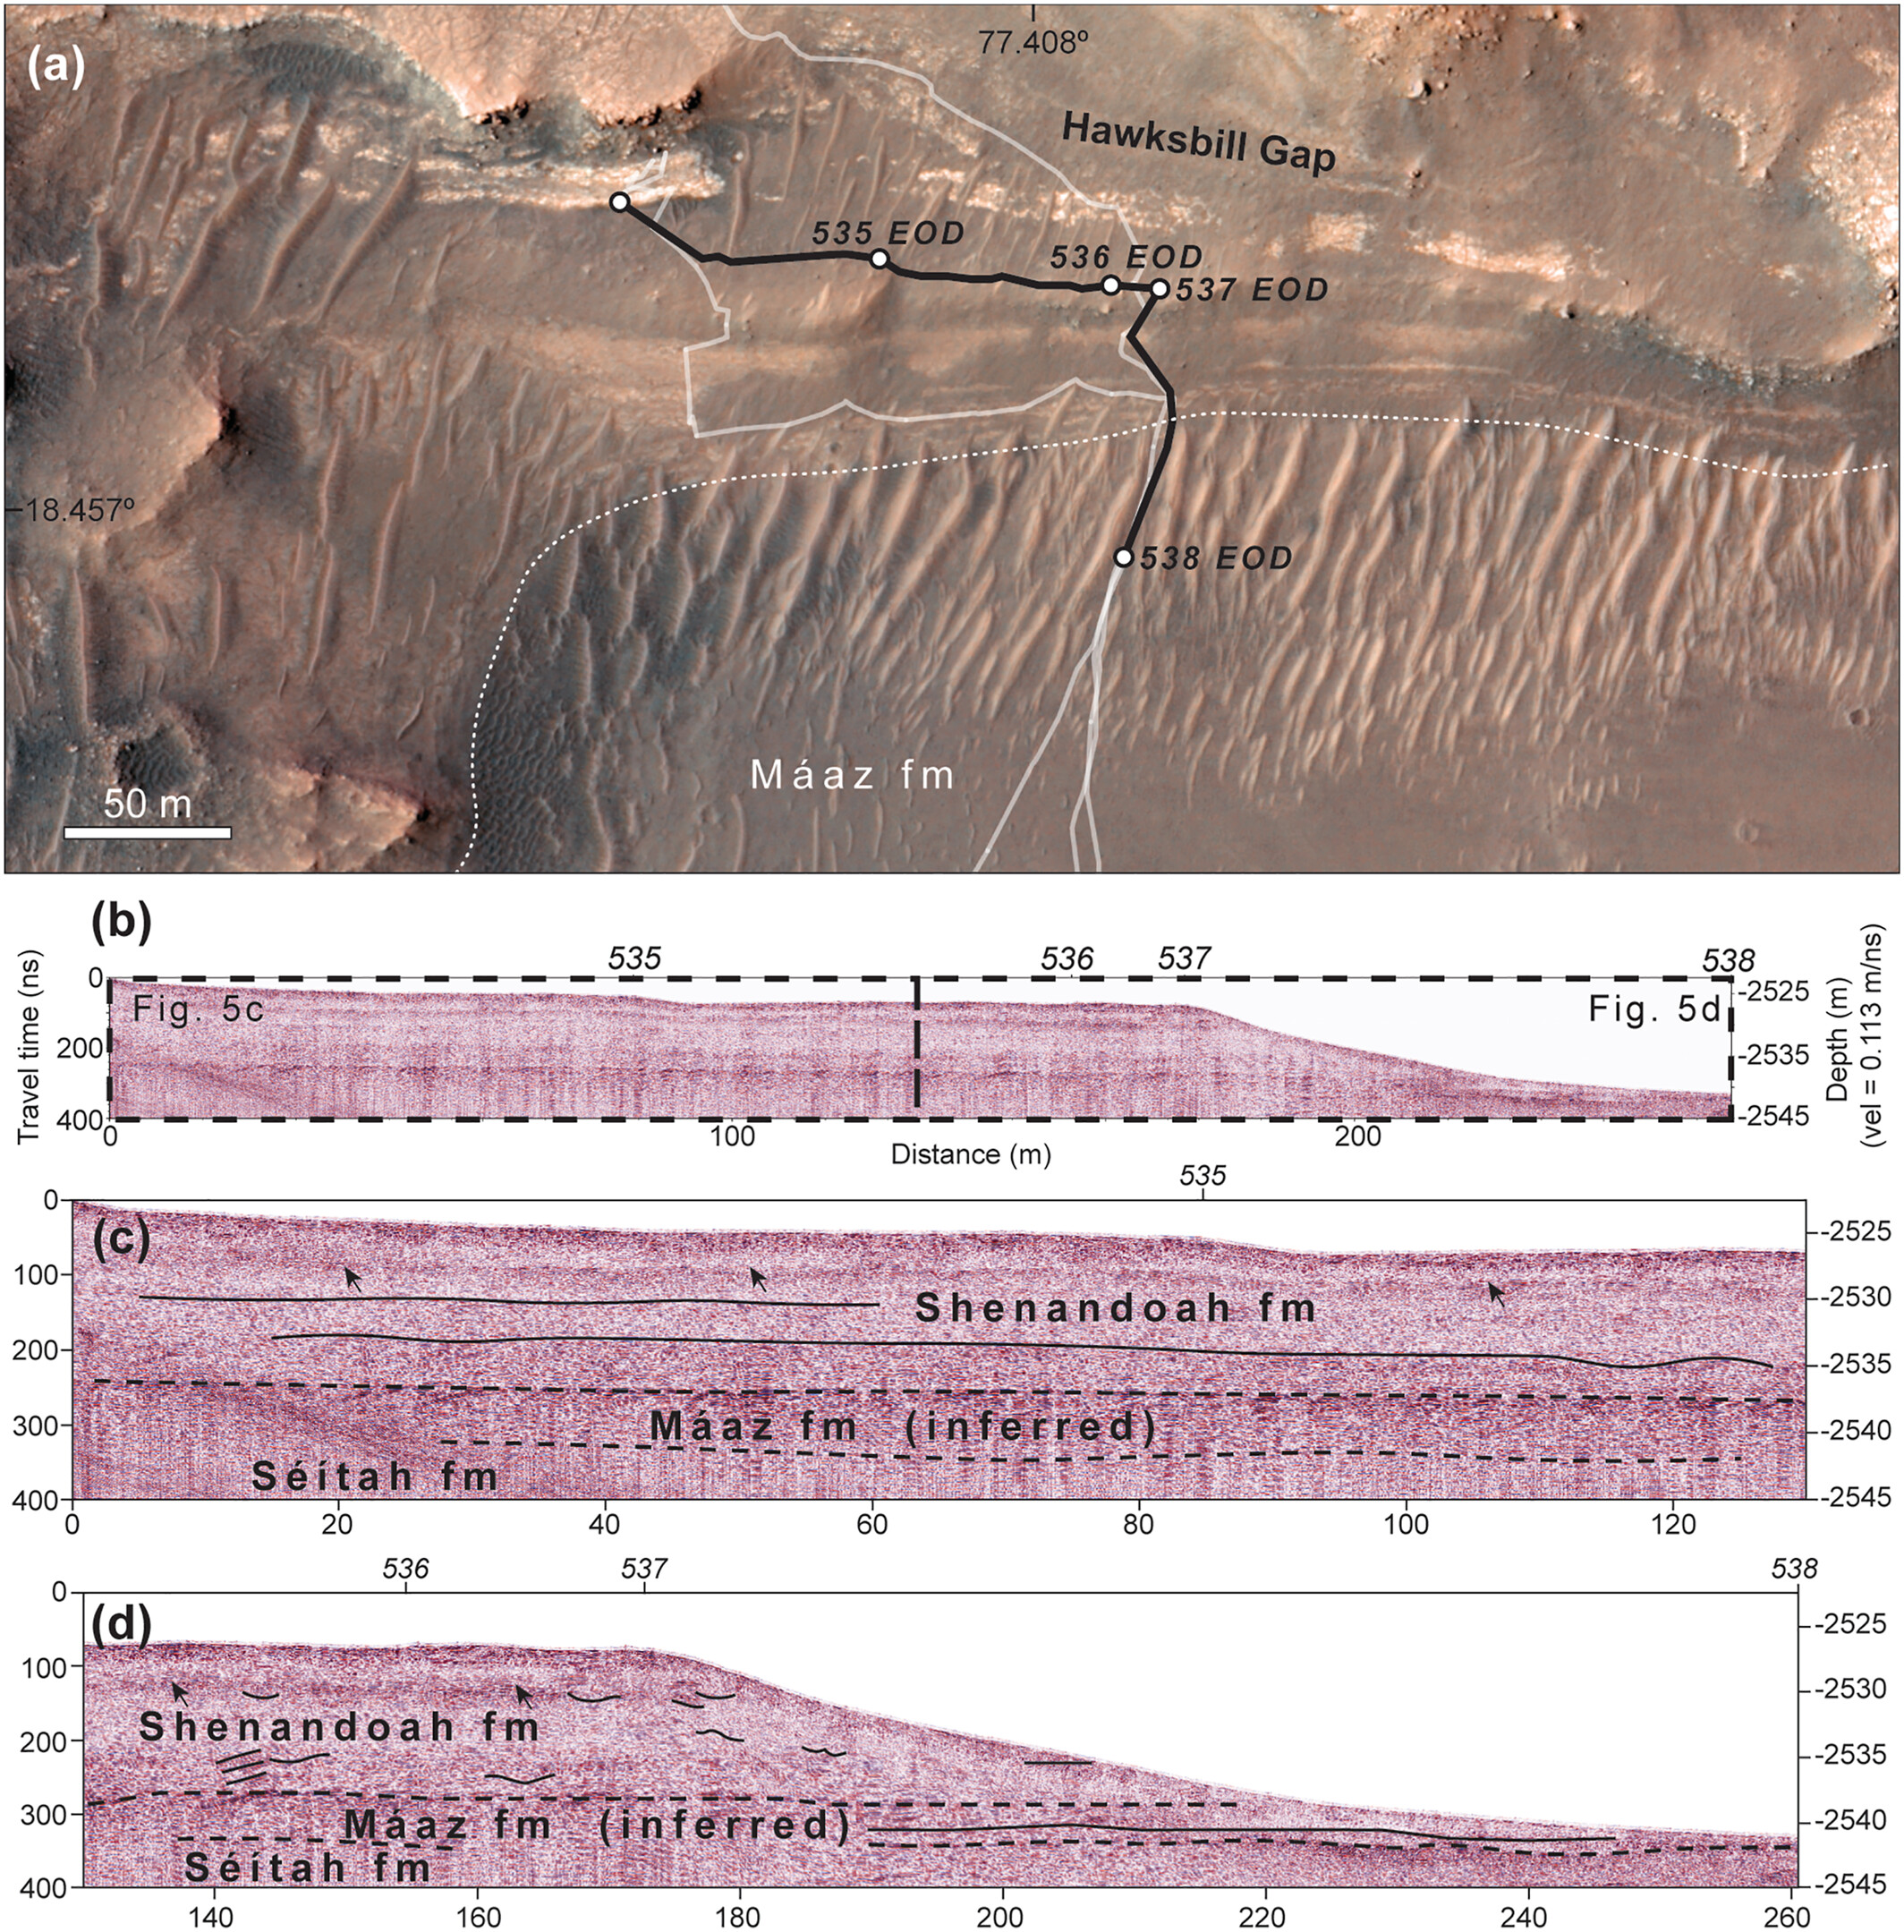 (a)
77.408º
Hawksbill Gap
535 EOD
536 EOD
537 EOD
18.457º
538 EOD
Máaz fm
50 m
(b)
535
536
537
538
Travel time (ns)
0
200
400
Fig. 5c
Fig. 5d
-2525
-2535
-2545
Depth (m)
(vel = 0.113 m/ns)
0
100
200
Distance (m)
535
(c)
0
100
200
300
400
Shenandoah fm
Máaz fm (inferred)
Séítah fm
-2525
-2530
-2535
-2540
-2545
0
20
40
60
80
100
120
536
537
538
(d)
0
100
200
300
400
Shenandoah fm
Máaz fm (inferred)
Séítah fm
-2525
-2530
-2535
-2540
-2545
140
160
180
200
220
240
260